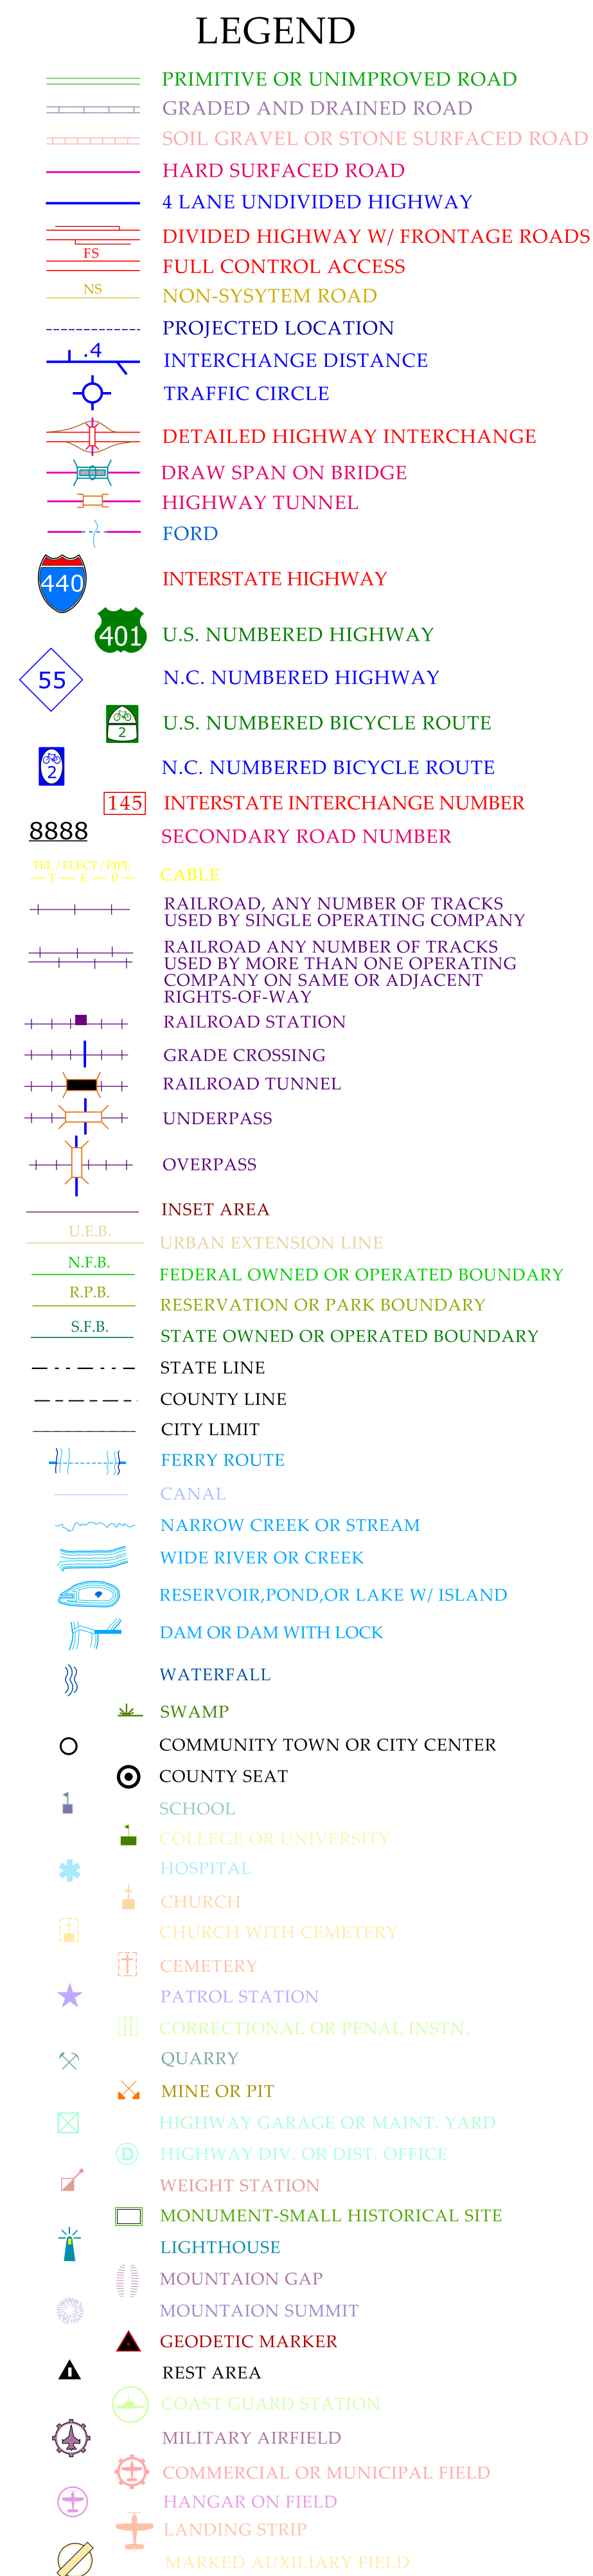 LEGEND
PRIMITIVE OR UNIMPROVED ROAD
GRADED AND DRAINED ROAD
SOIL GRAVEL OR STONE SURFACED ROAD
HARD SURFACED ROAD
4 LANE UNDIVIDED HIGHWAY
DIVIDED HIGHWAY W/ FRONTAGE ROADS
FS
FULL CONTROL ACCESS
NS
NON-SYSYTEM ROAD
PROJECTED LOCATION
.4
INTERCHANGE DISTANCE
TRAFFIC CIRCLE
DETAILED HIGHWAY INTERCHANGE
DRAW SPAN ON BRIDGE
HIGHWAY TUNNEL
FORD
440 INTERSTATE HIGHWAY
401 U.S. NUMBERED HIGHWAY
55 N.C. NUMBERED HIGHWAY
2 U.S. NUMBERED BICYCLE ROUTE
2 N.C. NUMBERED BICYCLE ROUTE
145 INTERSTATE INTERCHANGE NUMBER
8888 SECONDARY ROAD NUMBER
TEL / ELECT / PIPE
T E P CABLE
RAILROAD, ANY NUMBER OF TRACKS
USED BY SINGLE OPERATING COMPANY
RAILROAD ANY NUMBER OF TRACKS
USED BY MORE THAN ONE OPERATING
COMPANY ON SAME OR ADJACENT
RIGHTS-OF-WAY
RAILROAD STATION
GRADE CROSSING
RAILROAD TUNNEL
UNDERPASS
OVERPASS
INSET AREA
U.E.B.
URBAN EXTENSION LINE
N.F.B.
FEDERAL OWNED OR OPERATED BOUNDARY
R.P.B.
RESERVATION OR PARK BOUNDARY
S.F.B.
STATE OWNED OR OPERATED BOUNDARY
STATE LINE
COUNTY LINE
CITY LIMIT
FERRY ROUTE
CANAL
NARROW CREEK OR STREAM
WIDE RIVER OR CREEK
RESERVOIR,POND,OR LAKE W/ ISLAND
DAM OR DAM WITH LOCK
WATERFALL
SWAMP
COMMUNITY TOWN OR CITY CENTER
COUNTY SEAT
SCHOOL
COLLEGE OR UNIVERSITY
HOSPITAL
CHURCH
CHURCH WITH CEMETERY
CEMETERY
PATROL STATION
CORRECTIONAL OR PENAL INSTN.
QUARRY
MINE OR PIT
HIGHWAY GARAGE OR MAINT. YARD
D HIGHWAY DIV. OR DIST. OFFICE
WEIGHT STATION
MONUMENT-SMALL HISTORICAL SITE
LIGHTHOUSE
MOUNTAION GAP
MOUNTAION SUMMIT
GEODETIC MARKER
REST AREA
COAST GUARD STATION
MILITARY AIRFIELD
COMMERCIAL OR MUNICIPAL FIELD
HANGAR ON FIELD
LANDING STRIP
MARKED AUXILIARY FIELD